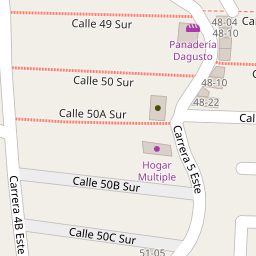 Calle 49 Sur
48-04
48-10
Panadería
Dagusto
Calle 50 Sur
48-10
48-22
Calle 50A Sur
Carrera 5 Este
Hogar
Multiple
Calle 50B Sur
Carrera 4B Este
Calle 50C Sur
51-05